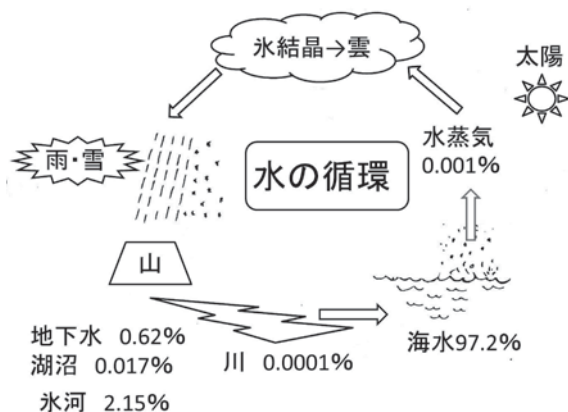 氷結晶→雲
太陽
雨・雪
水の循環
水蒸気
0.001%
山
地下水 0.62%
湖沼 0.017%
氷河 2.15%
川 0.0001%
海水97.2%